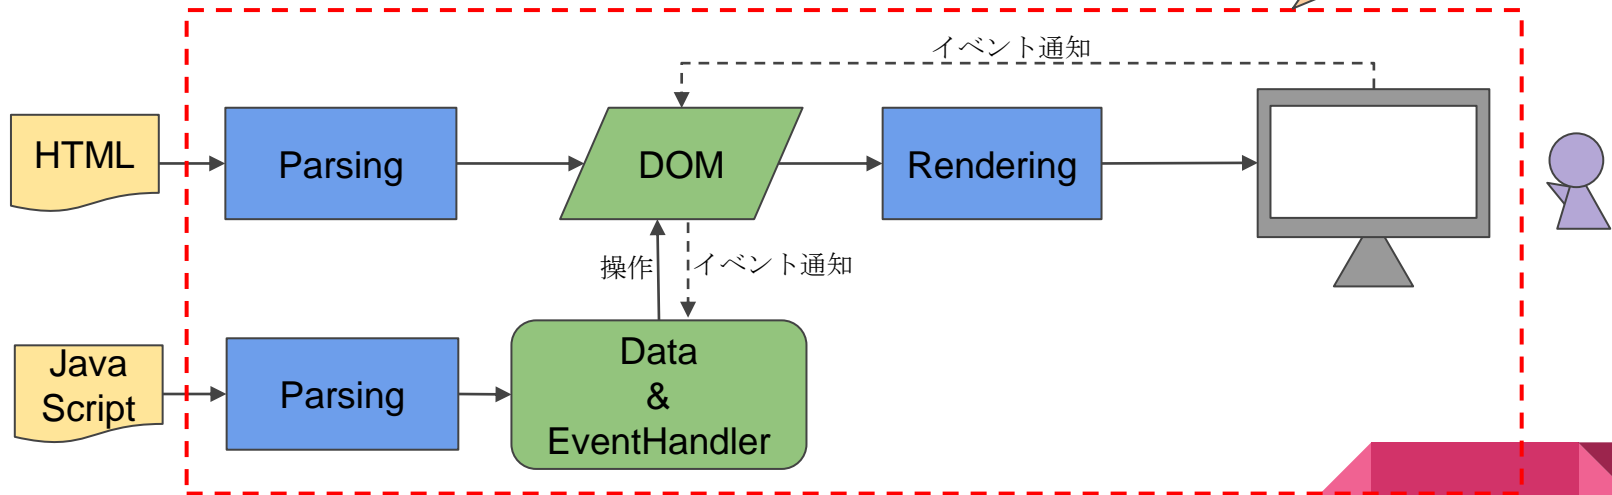 イベント通知
HTML
Parsing
DOM
Rendering
操作
イベント通知
Java
Script
Parsing
Data
&
EventHandler